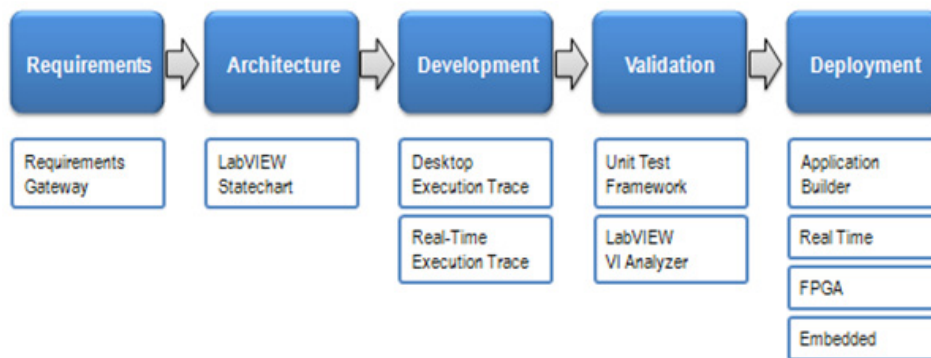 Requirements
Architecture
Development
Validation
Deployment
Requirements
Gateway
LabVIEW
Statechart
Desktop
Execution Trace
Real-Time
Execution Trace
Unit Test
Framework
LabVIEW
VI Analyzer
Application
Builder
Real Time
FPGA
Embedded